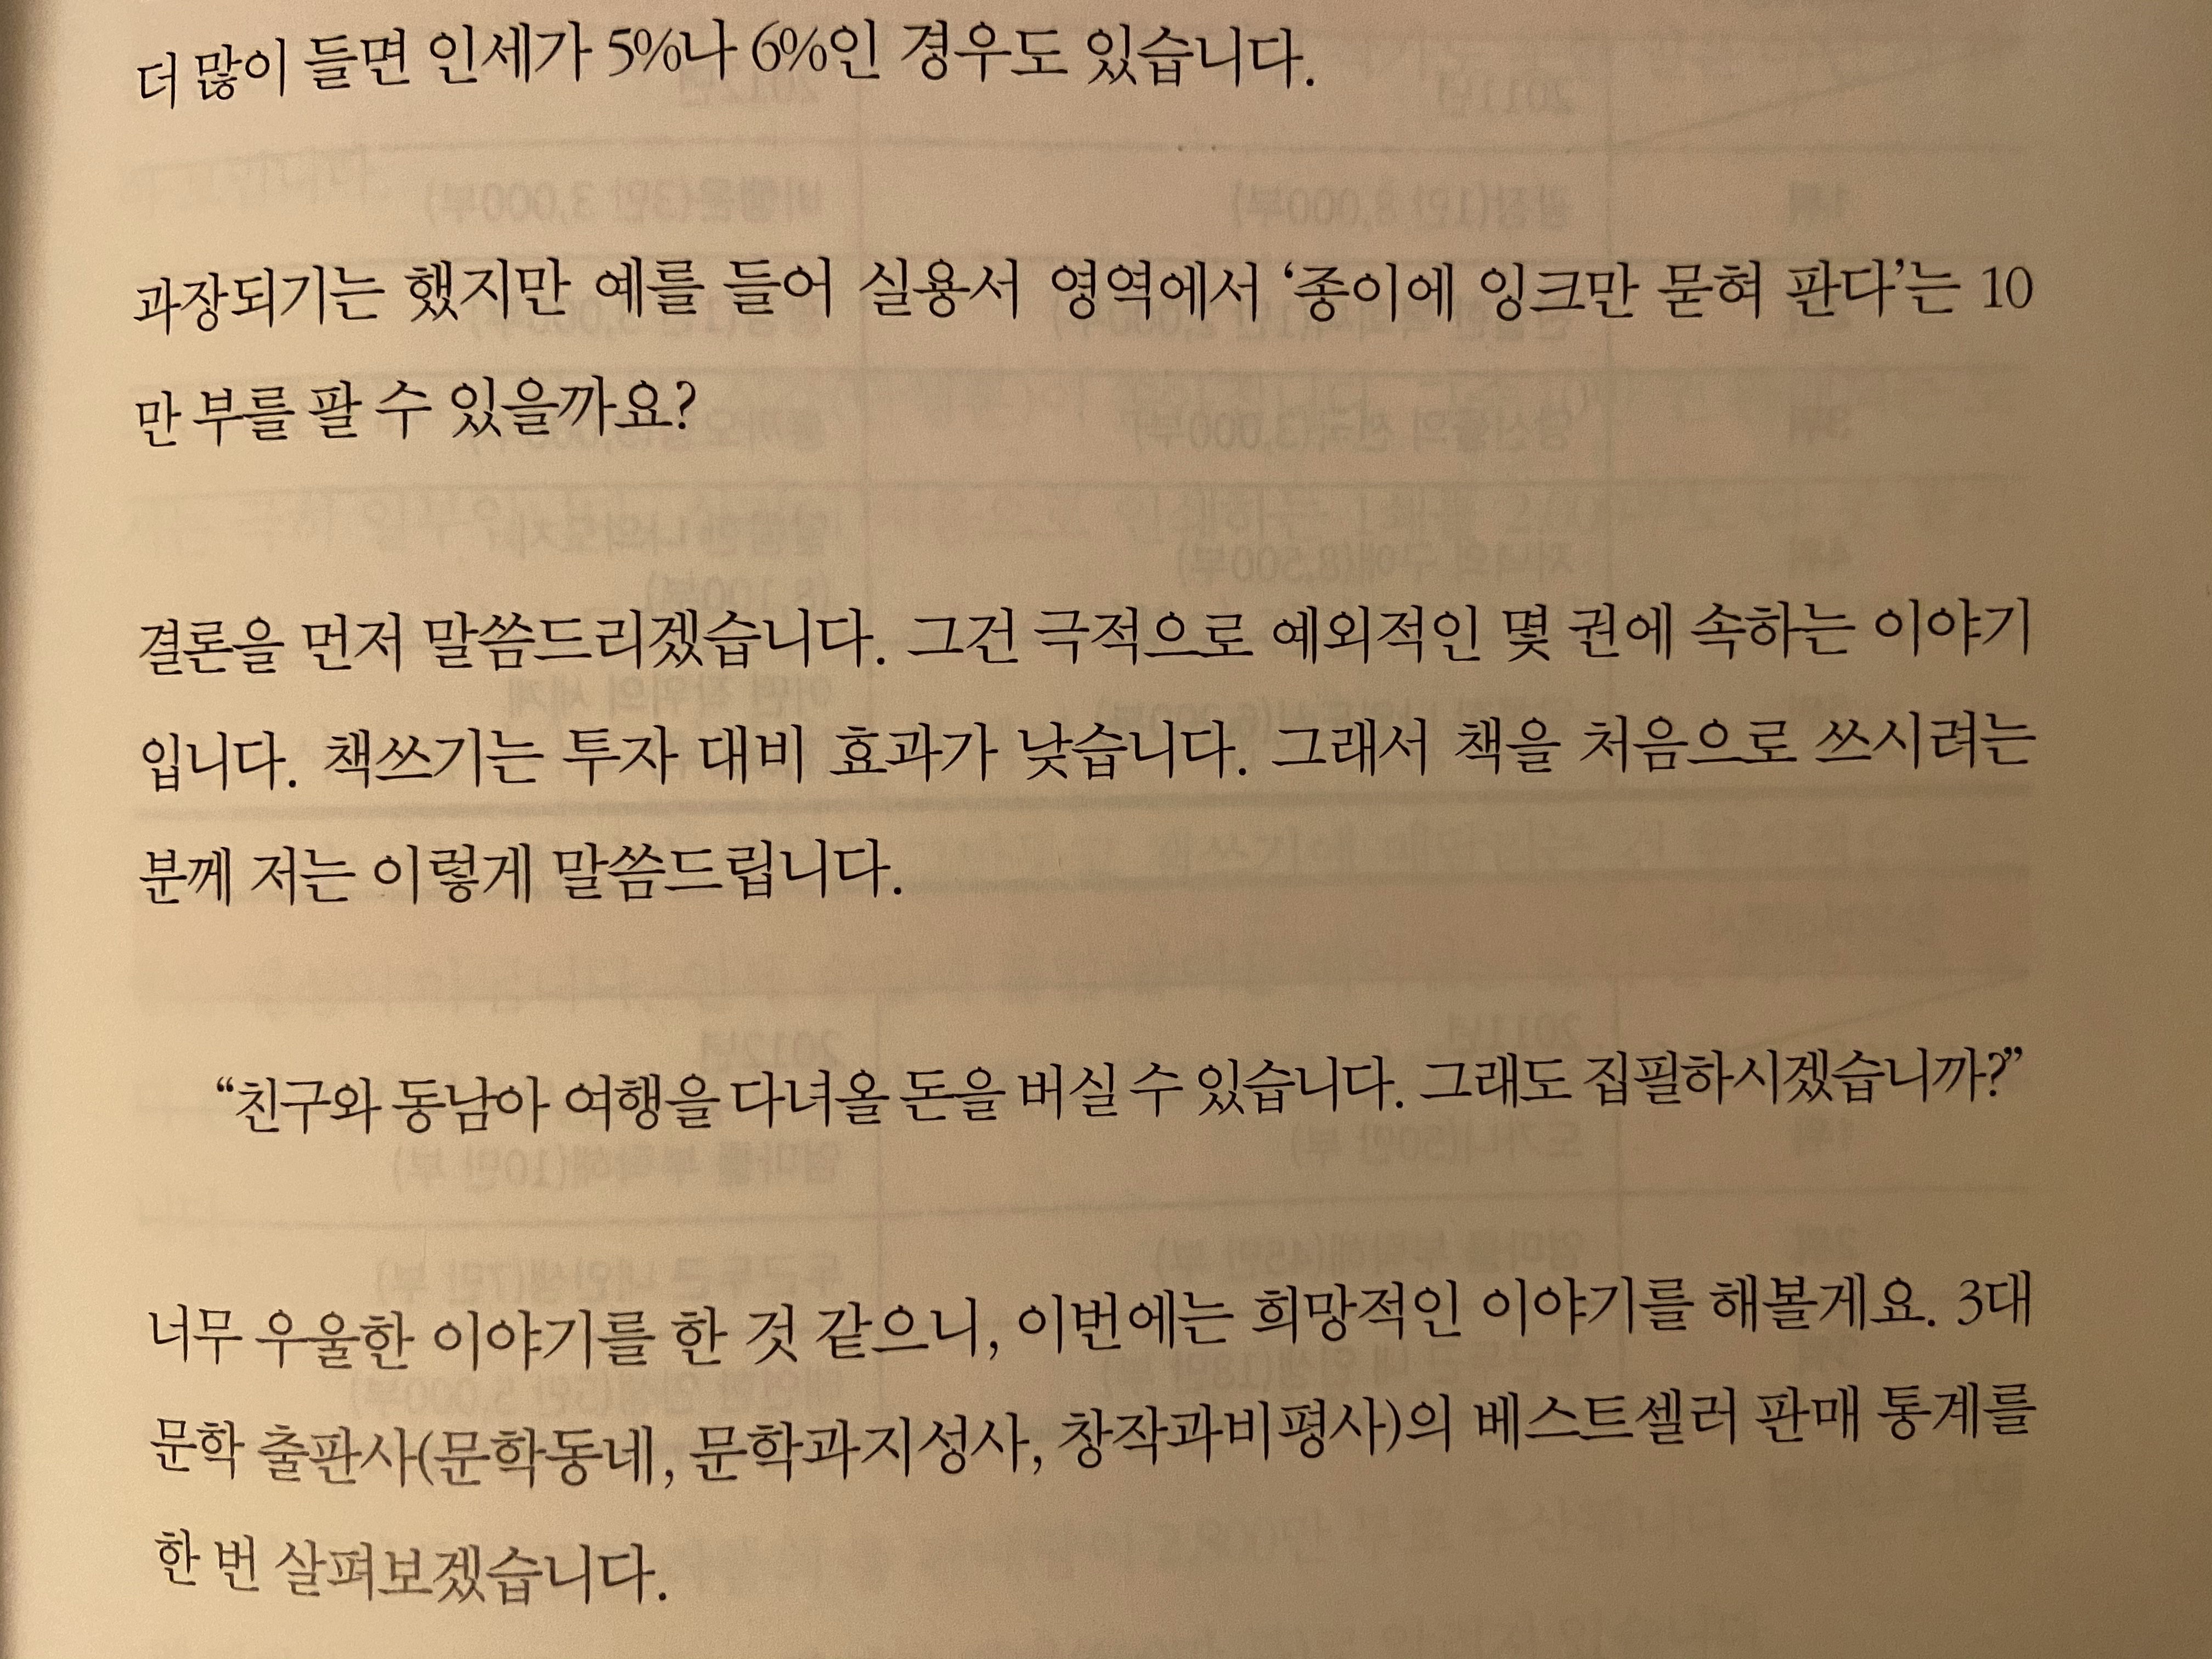 더 많이 들면 인세가 5%나 6%인 경우도 있습니다.
과장되기는 했지만 예를 들어 실용서 영역에서 ‘종이에 잉크만 묻혀 판다’는 10
만 부를 팔 수 있을까요?
결론을 먼저 말씀드리겠습니다. 그건 극적으로 예외적인 몇 권에 속하는 이야기
입니다. 책쓰기는 투자 대비 효과가 낮습니다. 그래서 책을 처음으로 쓰시려는
분께 저는 이렇게 말씀드립니다.
“친구와 동남아 여행을 다녀올 돈을 버실 수 있습니다. 그래도 집필하시겠습니까?”
너무 우울한 이야기를 한 것 같으니, 이번에는 희망적인 이야기를 해볼게요. 3대
문학 출판사(문학동네, 문학과지성사, 창작과비평사)의 베스트셀러 판매 통계를
한 번 살펴보겠습니다.